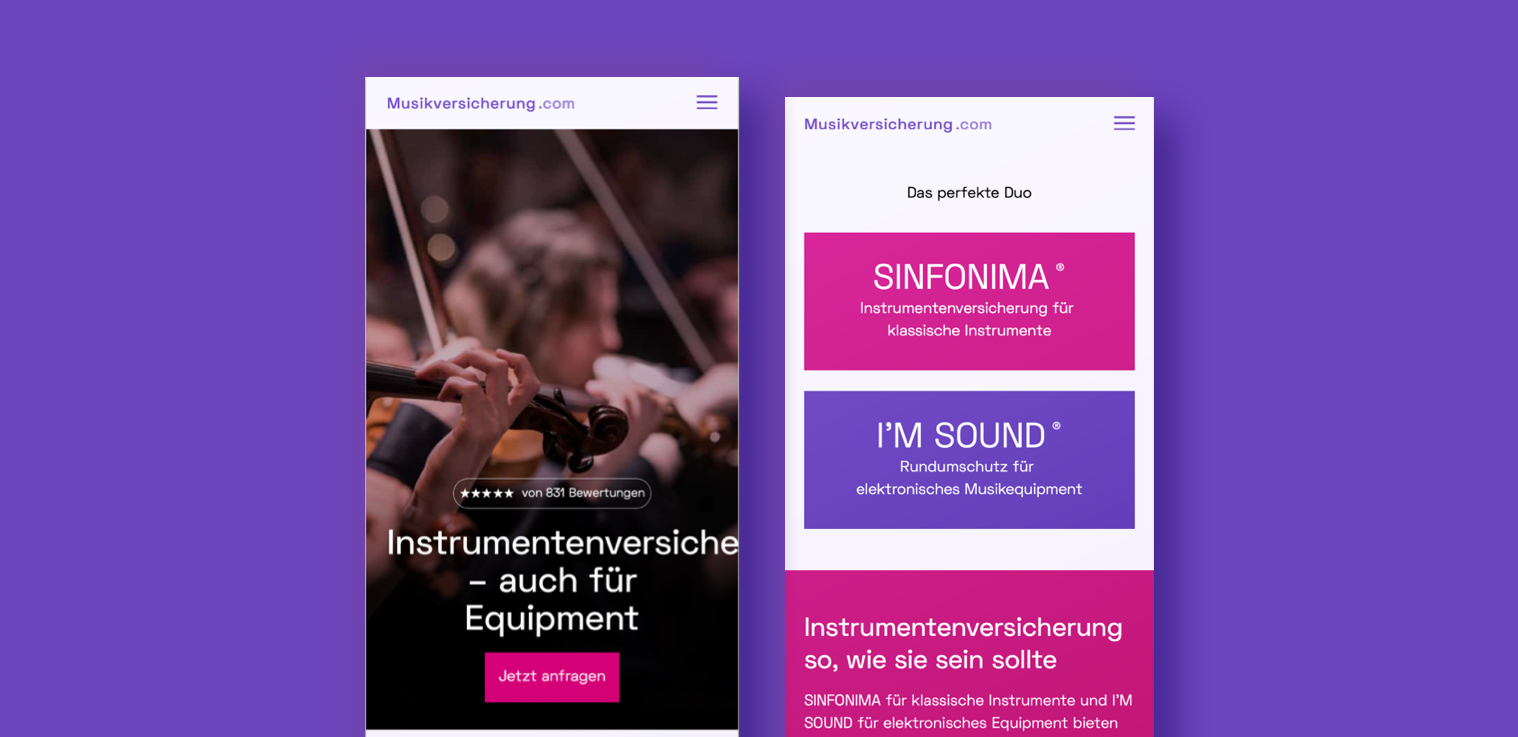 Musikversicherung.com
★★★★★ von 831 Bewertungen
Instrumentenversiche
– auch für
Equipment
Jetzt anfragen
Musikversicherung.com
Das perfekte Duo
SINFONIMA®
Instrumentenversicherung für
klassische Instrumente
I'M SOUND®
Rundumschutz für
elektronisches Musikequipment
Instrumentenversicherung
so, wie sie sein sollte
SINFONIMA für klassische Instrumente und I'M
SOUND für elektronisches Equipment bieten